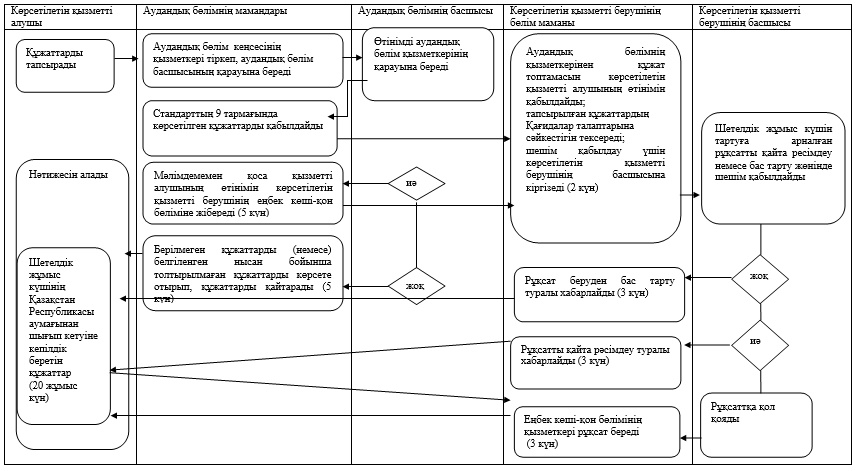 Көрсетілетін қызметті
алушы
Аудандық бөлімнің мамандары
Аудандық бөлімнің басшысы
Көрсетілетін қызметті берушінің
бөлім маманы
Көрсетілетін қызметті
берушінің басшысы
Құжаттарды
тапсырады
Аудандық бөлім кеңсесінің
қызметкері тіркеп, аудандық бөлім
басшысының қарауына береді
Өтінімді аудандық
бөлім қызметкерінің
қарауына береді
Аудандық бөлімнің
қызметкерінен құжат
топтамасын көрсетілетін
қызметті алушының өтінімін
қабылдайды;
тапсырылған құжаттардың
Қағидалар талаптарына
сәйкестігін тексереді;
шешім қабылдау үшін
көрсетілетін қызметті
берушінің басшысына
кіргізеді (2 күн)
Стандарттың 9 тармағында
көрсетілген құжаттарды қабылдайды
Шетелдік жұмыс күшін
тартуға арналған
рұқсатты қайта ресімдеу
немесе бас тарту жөнінде
шешім қабылдайды
Нәтижесін алады
Мәлімдемемен қоса қызметті
алушының өтінімін көрсетілетін
қызметті берушінің еңбек көші-қон
бөліміне жібереді (5 күн)
иә
Берілмеген құжаттарды (немесе)
белгіленген нысан бойынша
толтырылмаған құжаттарды көрсете
отырып, құжаттарды қайтарады (5
күн)
жоқ
Шетелдік
жұмыс
күшінің
Қазақстан
Республикасы
аумағынан
шығып кетуіне
кепілдік
беретін
құжаттар
(20 жұмыс
күн)
Рұқсат беруден бас тарту
туралы хабарлайды (3 күн)
жоқ
Рұқсатты қайта ресімдеу туралы
хабарлайды (3 күн)
иә
Еңбек көші-қон бөлімінің
қызметкері рұқсат береді
(3 күн)
Рұқсатқа қол
қояды